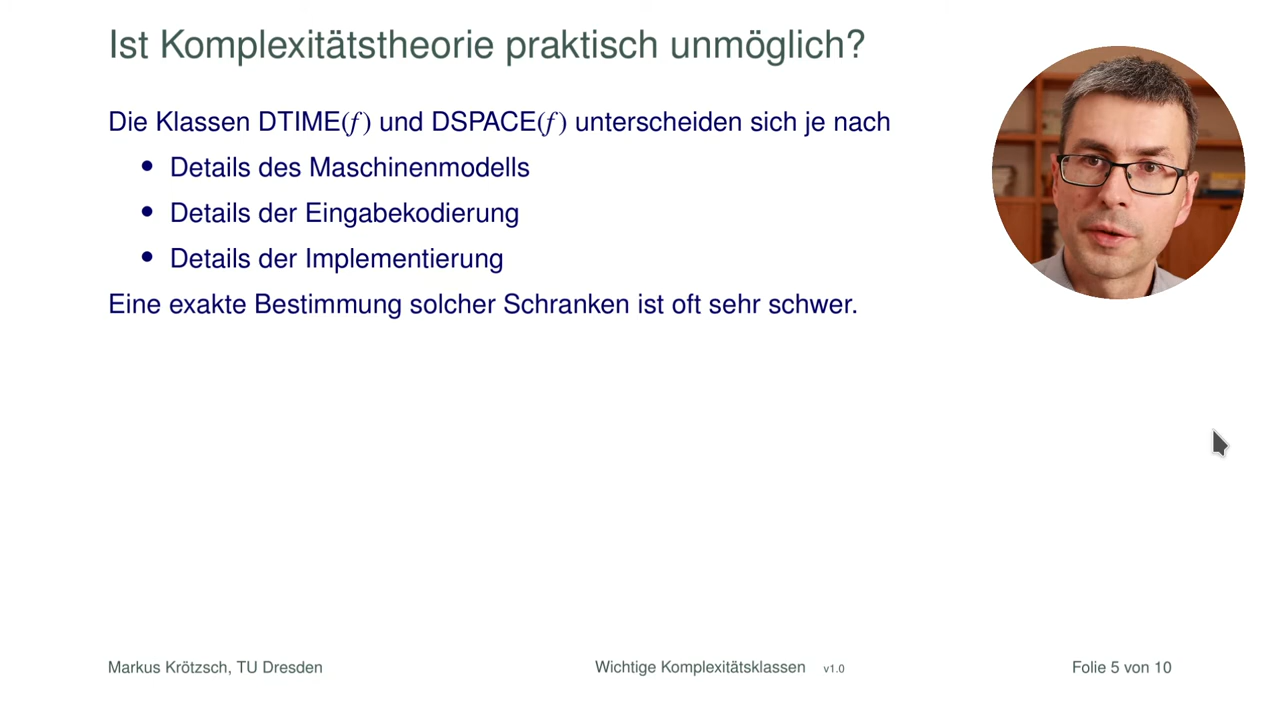 Ist Komplexitätstheorie praktisch unmöglich?
Die Klassen DTIME(f) und DSPACE(f) unterscheiden sich je nach
• Details des Maschinenmodells
• Details der Eingabekodierung
• Details der Implementierung
Eine exakte Bestimmung solcher Schranken ist oft sehr schwer.
Markus Krötzsch, TU Dresden Wichtige Komplexitätsklassen v1.0 Folie 5 von 10